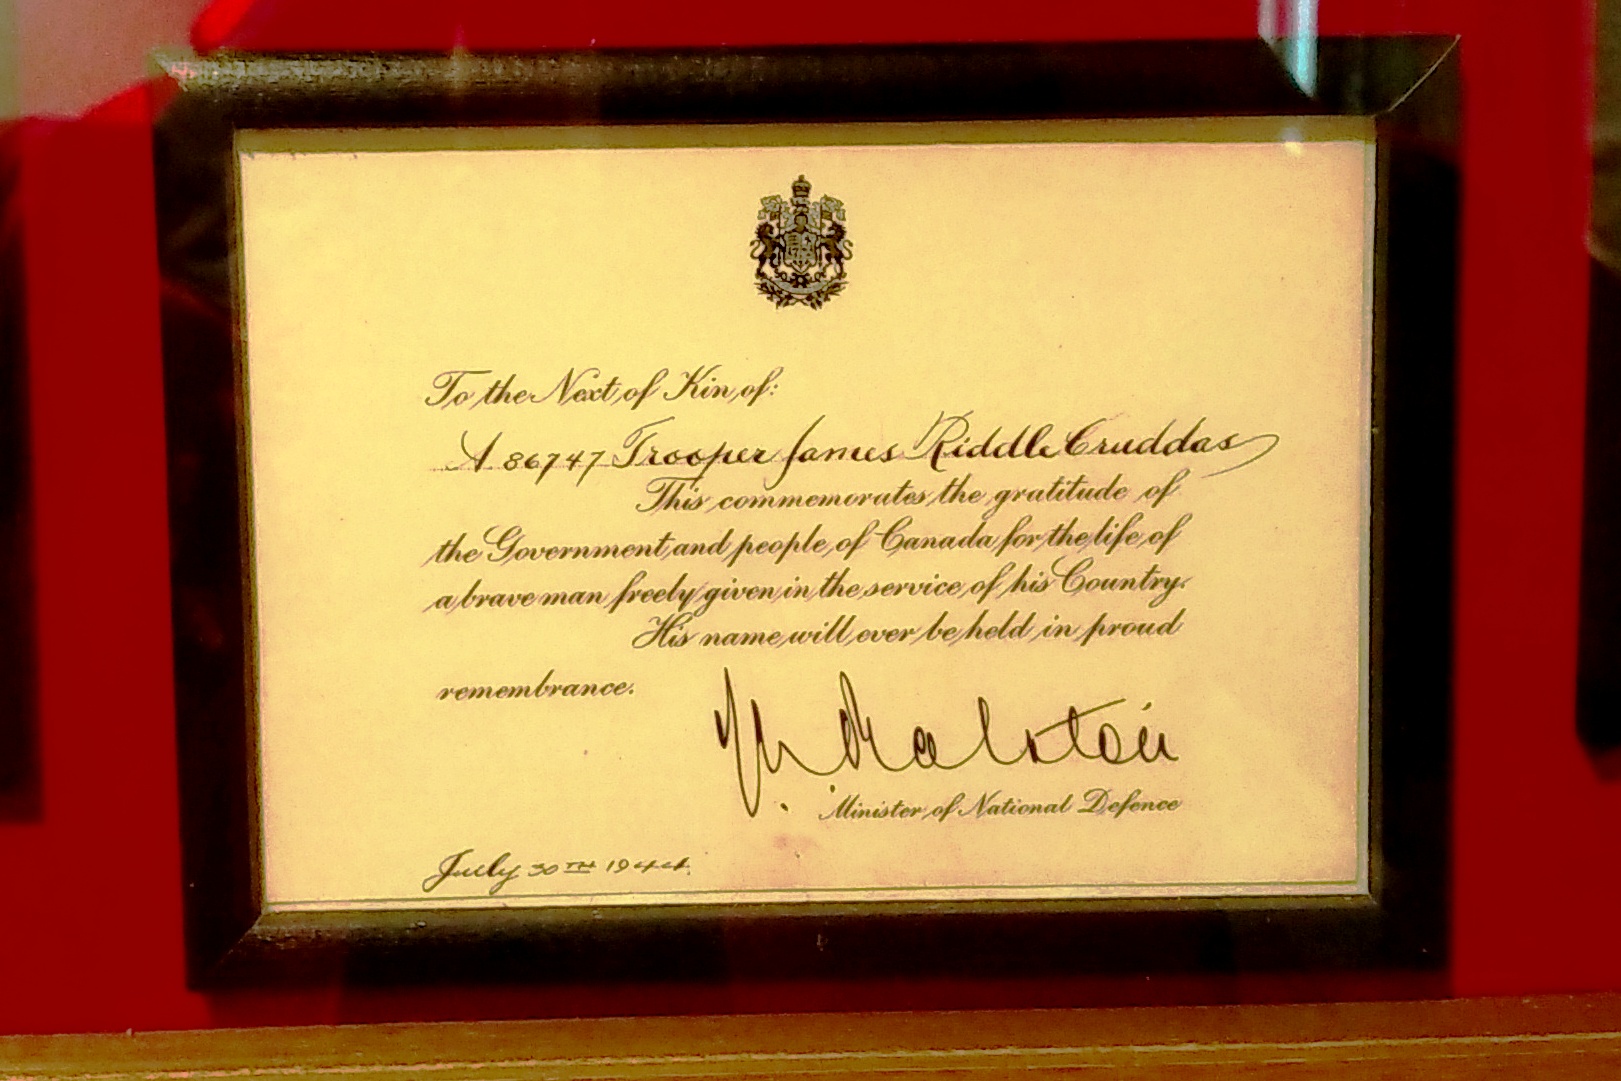 To the Next of Kin of:
A 86747 Trooper James Riddle Cruddas
This commemorates the gratitude of
the Government and people of Canada for the life of
a brave man freely given in the service of his Country.
His name will ever be held in proud
remembrance.
Ralston
Minister of National Defence
July 30TH 1944.